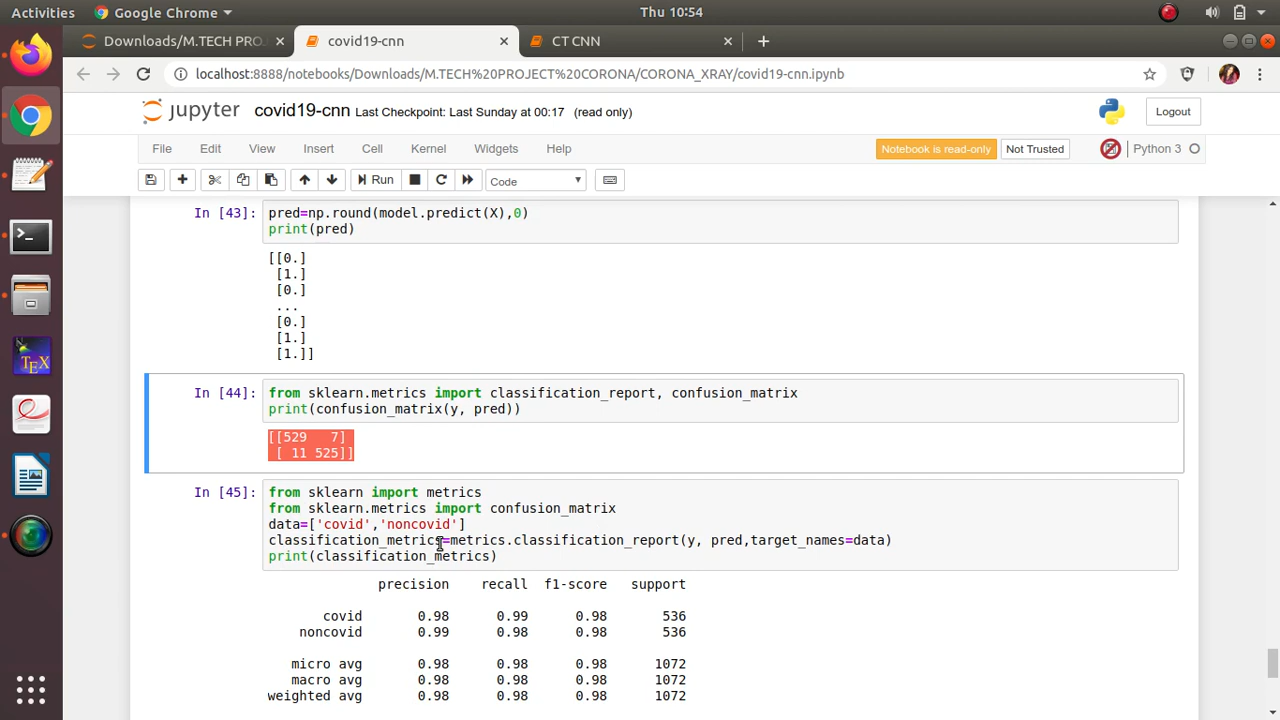 Activities
Google Chrome
Thu 10:54
Downloads/M.TECH PRO
covid19-cnn
CT CNN
localhost:8888/notebooks/Downloads/M.TECH%20PROJECT%20CORONA/CORONA_XRAY/covid19-cnn.ipynb
jupyter covid19-cnn Last Checkpoint: Last Sunday at 00:17 (read only)
Logout
File Edit View Insert Cell Kernel Widgets Help
Notebook is read-only
Not Trusted
Python 3
Run
Code
In [43]: pred=np.round(model.predict(X),0)
print(pred)
[[0.]
[1.]
[0.]
...
[0.]
[1.]
[1.]]
In [44]: from sklearn.metrics import classification_report, confusion_matrix
print(confusion_matrix(y, pred))
[[529   7]
[ 11 525]]
In [45]: from sklearn import metrics
from sklearn.metrics import confusion_matrix
data=['covid','noncovid']
classification_metrics=metrics.classification_report(y, pred,target_names=data)
print(classification_metrics)
precision recall f1-score support
covid 0.98 0.99 0.98 536
noncovid 0.99 0.98 0.98 536
micro avg 0.98 0.98 0.98 1072
macro avg 0.98 0.98 0.98 1072
weighted avg 0.98 0.98 0.98 1072
TEX